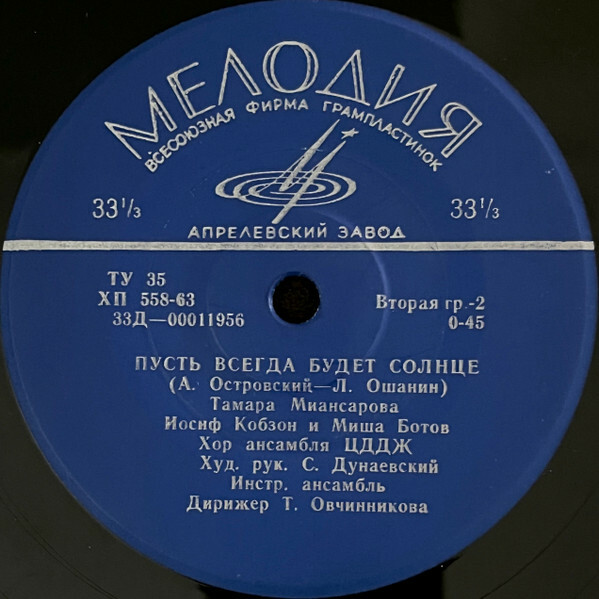 МЕЛОДИЯ
ВСЕСОЮЗНАЯ ФИРМА ГРАМПЛАСТИНОК
33⅓ 33⅓
АПРЕЛЕВСКИЙ ЗАВОД
ТУ 35
ХП 558-63 Вторая гр.-2
33Д—00011956 0-45
ПУСТЬ ВСЕГДА БУДЕТ СОЛНЦЕ
(А. Островский—Л. Ошанин)
Тамара Миансарова
Иосиф Кобзон и Миша Ботов
Хор ансамбля ЦДДЖ
Худ. рук. С. Дунаевский
Инстр. ансамбль
Дирижер Т. Овчинникова